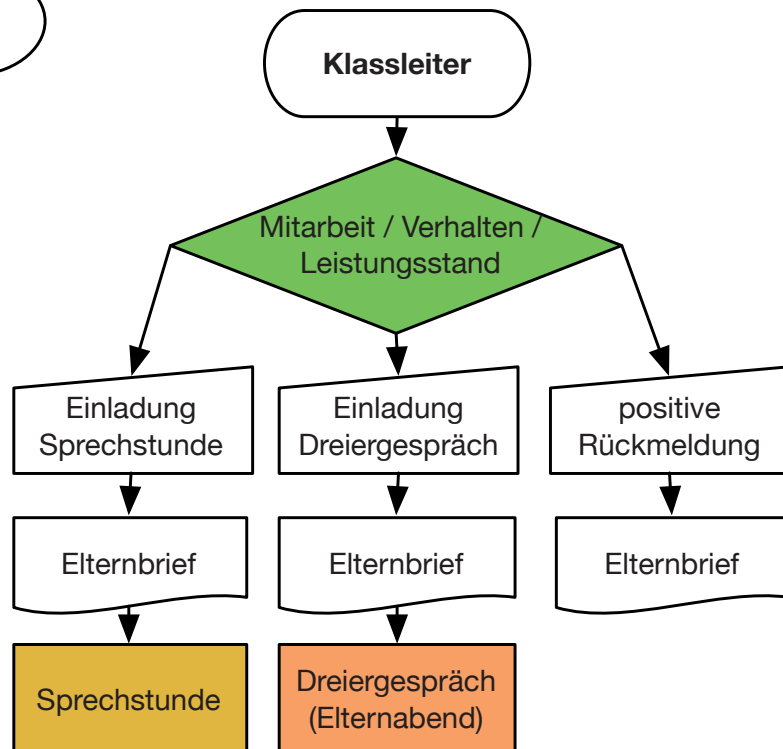 Klassleiter
Mitarbeit / Verhalten /
Leistungsstand
Einladung
Sprechstunde
Einladung
Dreiergespräch
positive
Rückmeldung
Elternbrief
Elternbrief
Elternbrief
Sprechstunde
Dreiergespräch
(Elternabend)